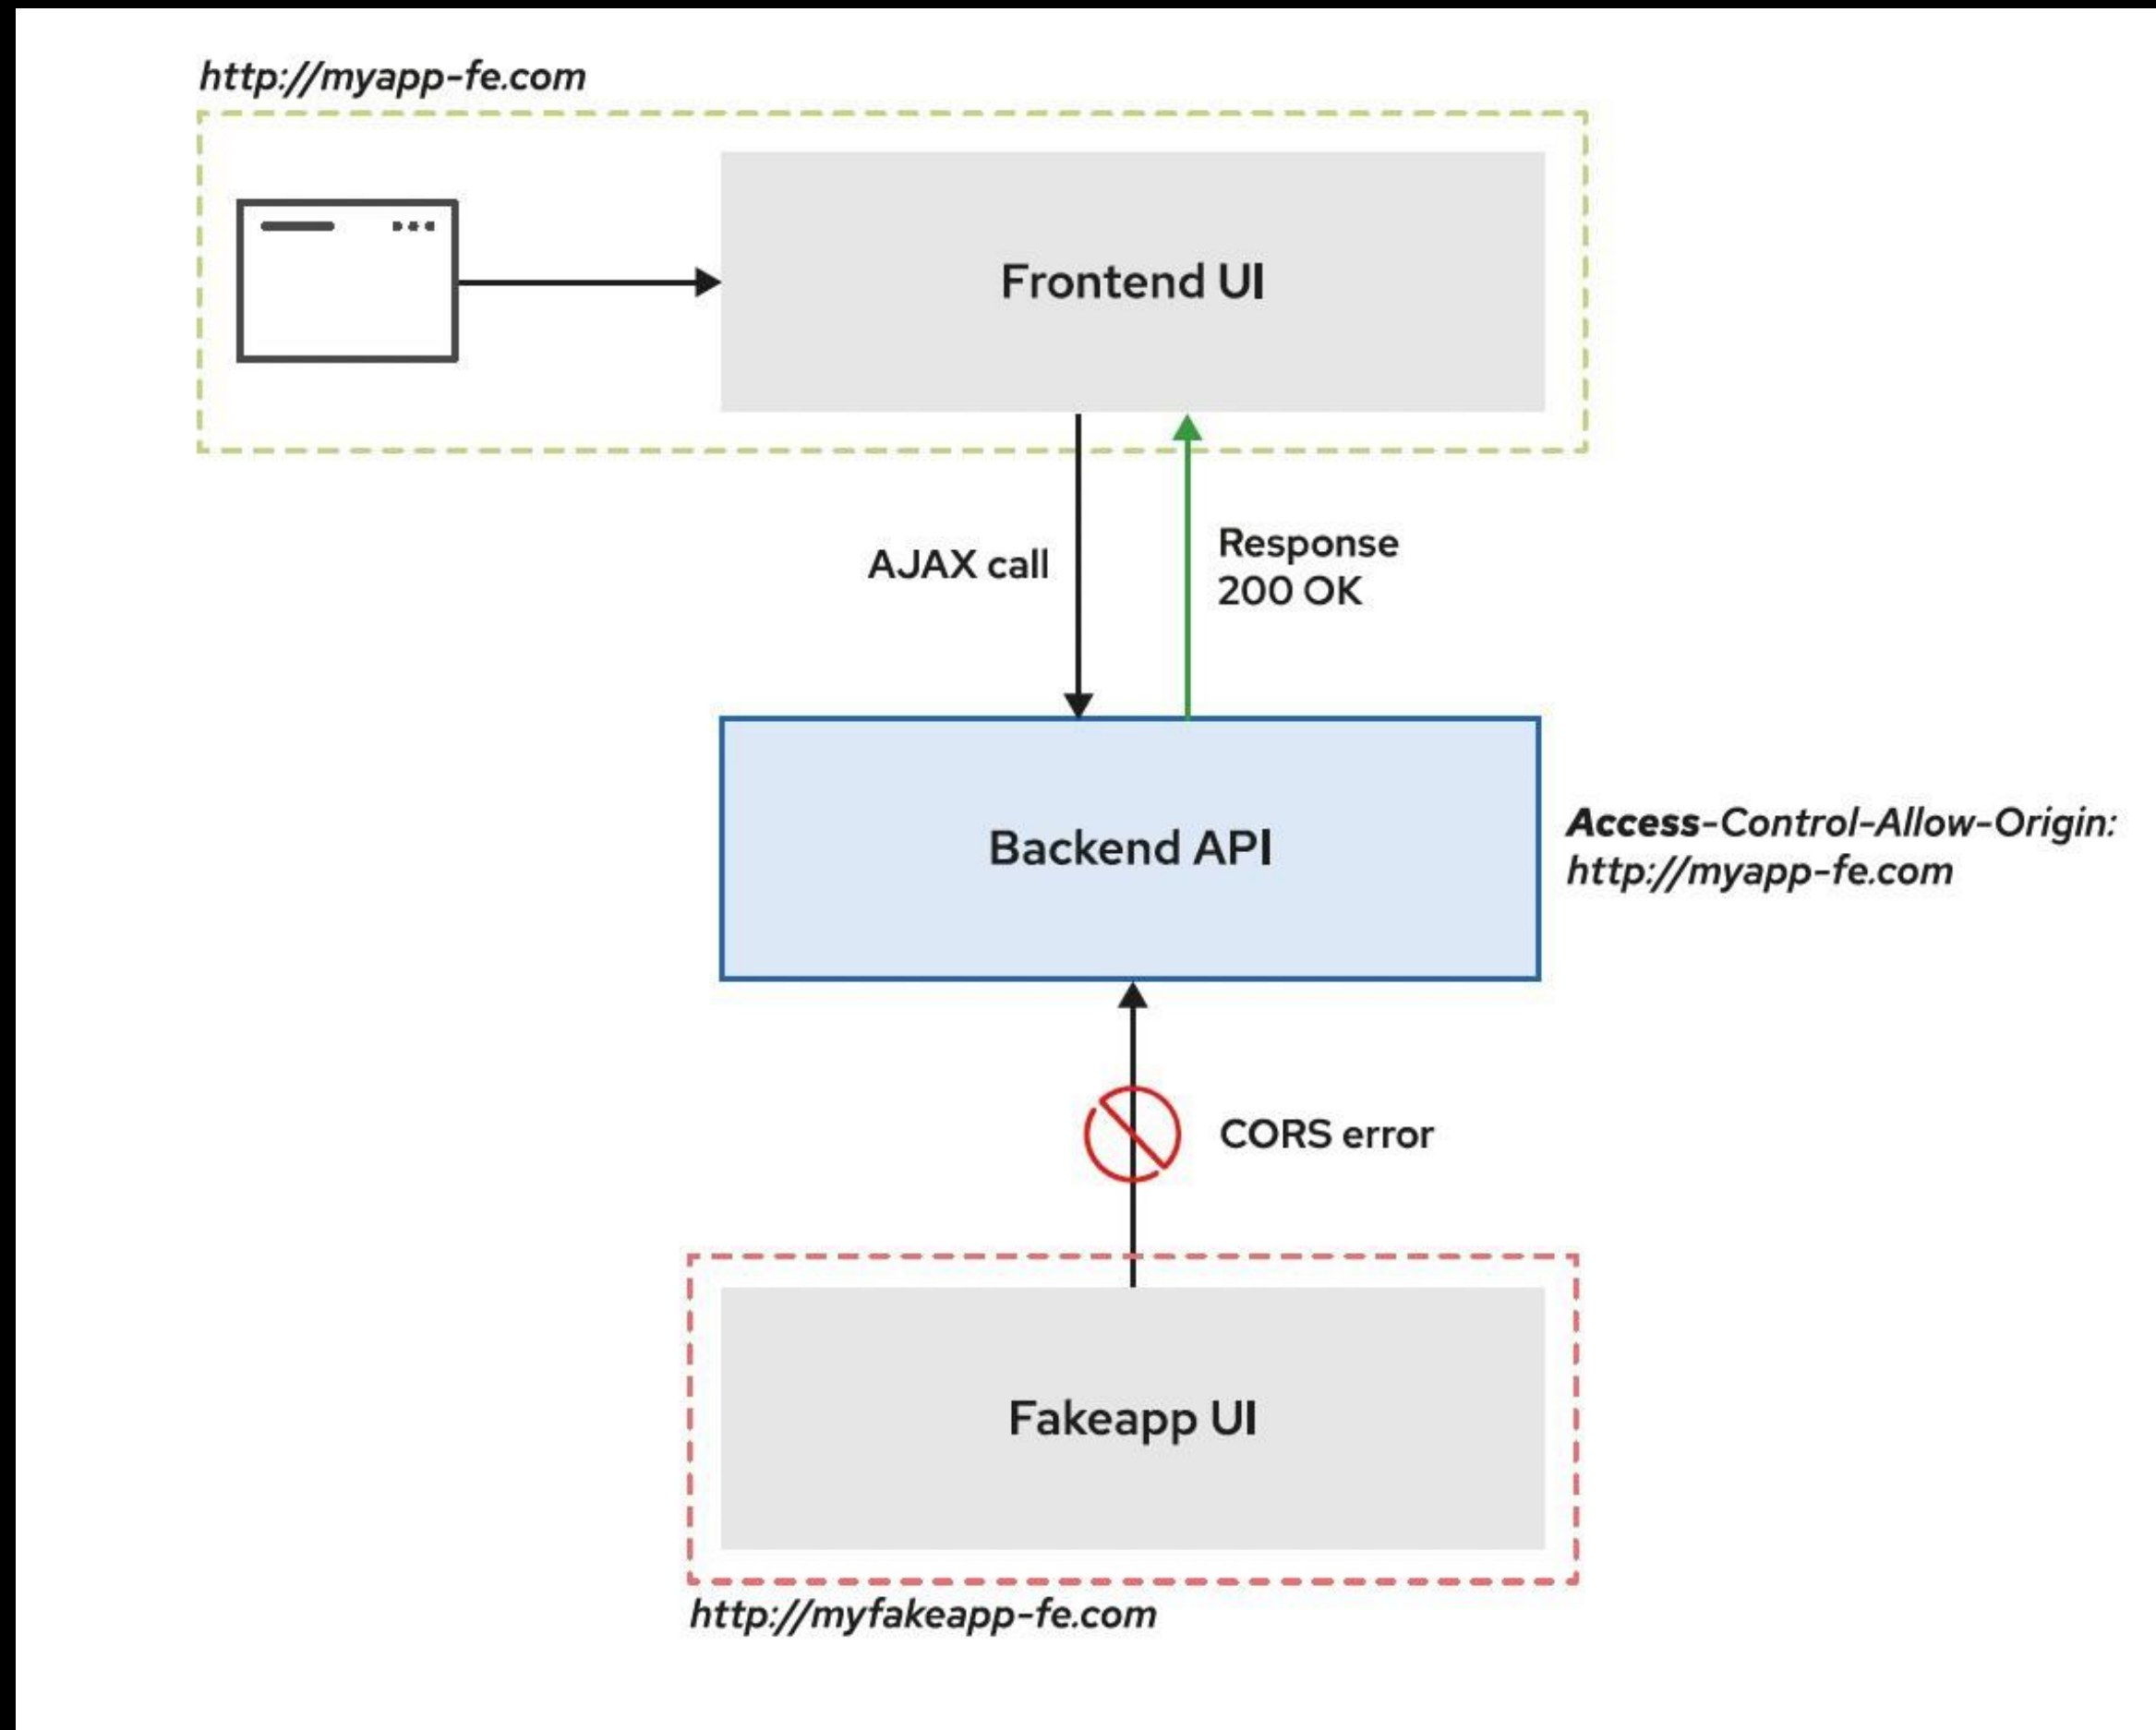 http://myapp-fe.com
Frontend UI
AJAX call
Response
200 OK
Backend API
Access-Control-Allow-Origin:
http://myapp-fe.com
CORS error
Fakeapp UI
http://myfakeapp-fe.com